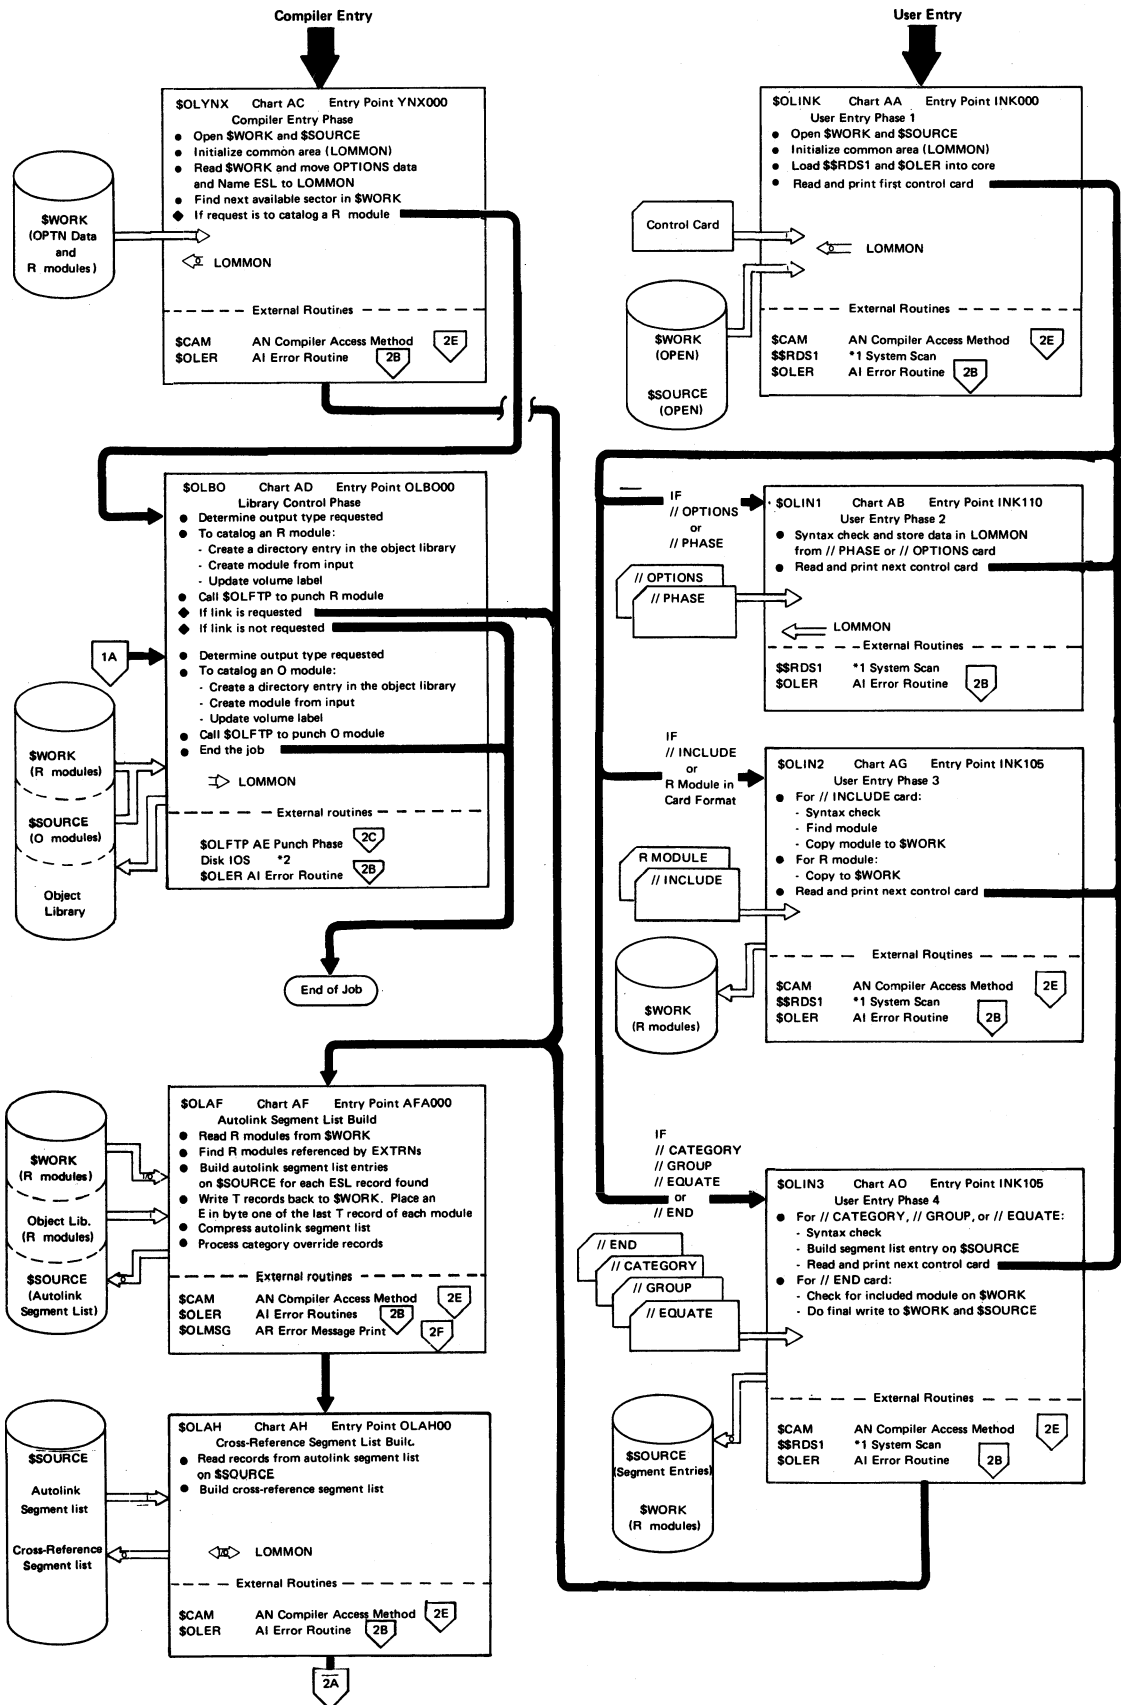 Compiler Entry
$OLYNX Chart AC Entry Point YNX000
Compiler Entry Phase
● Open $WORK and $SOURCE
● Initialize common area (LOMMON)
● Read $WORK and move OPTIONS data
and Name ESL to LOMMON
● Find next available sector in $WORK
◆ If request is to catalog a R module
$WORK
(OPTN Data
and
R modules)
LOMMON
External Routines
$CAM AN Compiler Access Method 2E
$OLER AI Error Routine 2B
$OLBO Chart AD Entry Point OLBO00
Library Control Phase
● Determine output type requested
● To catalog an R module:
- Create a directory entry in the object library
- Create module from input
- Update volume label
● Call $OLFTP to punch R module
◆ If link is requested
◆ If link is not requested
1A
● Determine output type requested
● To catalog an O module:
- Create a directory entry in the object library
- Create module from input
- Update volume label
● Call $OLFTP to punch O module
● End the job
$WORK
(R modules)
$SOURCE
(O modules)
Object
Library
LOMMON
External routines
$OLFTP AE Punch Phase 2C
Disk IOS *2
$OLER AI Error Routine 2B
End of Job
$OLAF Chart AF Entry Point AFA000
Autolink Segment List Build
● Read R modules from $WORK
● Find R modules referenced by EXTRNs
● Build autolink segment list entries
on $SOURCE for each ESL record found
● Write T records back to $WORK. Place an
E in byte one of the last T record of each module
● Compress autolink segment list
● Process category override records
$WORK
(R modules)
I/O
Object Lib.
(R modules)
$SOURCE
(Autolink
Segment List)
External routines
$CAM AN Compiler Access Method 2E
$OLER AI Error Routines 2B
$OLMSG AR Error Message Print 2F
$OLAH Chart AH Entry Point OLAH00
Cross-Reference Segment List Build
● Read records from autolink segment list
on $SOURCE
● Build cross-reference segment list
$SOURCE
Autolink
Segment list
Cross-Reference
Segment list
LOMMON
External Routines
$CAM AN Compiler Access Method 2E
$OLER AI Error Routine 2B
2A
User Entry
$OLINK Chart AA Entry Point INK000
User Entry Phase 1
● Open $WORK and $SOURCE
● Initialize common area (LOMMON)
● Load $$RDS1 and $OLER into core
● Read and print first control card
Control Card
LOMMON
$WORK
(OPEN)
$SOURCE
(OPEN)
External Routines
$CAM AN Compiler Access Method 2E
$$RDS1 *1 System Scan
$OLER AI Error Routine 2B
IF
// OPTIONS
or
// PHASE
$OLIN1 Chart AB Entry Point INK110
User Entry Phase 2
● Syntax check and store data in LOMMON
from // PHASE or // OPTIONS card
● Read and print next control card
// OPTIONS
// PHASE
LOMMON
External Routines
$$RDS1 *1 System Scan
$OLER AI Error Routine 2B
IF
// INCLUDE
or
R Module in
Card Format
$OLIN2 Chart AG Entry Point INK105
User Entry Phase 3
● For // INCLUDE card:
- Syntax check
- Find module
- Copy module to $WORK
● For R module:
- Copy to $WORK
● Read and print next control card
R MODULE
// INCLUDE
$WORK
(R modules)
External Routines
$CAM AN Compiler Access Method 2E
$$RDS1 *1 System Scan
$OLER AI Error Routine 2B
IF
// CATEGORY
// GROUP
// EQUATE
or
// END
$OLIN3 Chart AO Entry Point INK105
User Entry Phase 4
● For // CATEGORY, // GROUP, or // EQUATE:
- Syntax check
- Build segment list entry on $SOURCE
- Read and print next control card
● For // END card:
- Check for included module on $WORK
- Do final write to $WORK and $SOURCE
// END
// CATEGORY
// GROUP
// EQUATE
$SOURCE
(Segment Entries)
$WORK
(R modules)
External Routines
$CAM AN Compiler Access Method 2E
$$RDS1 *1 System Scan
$OLER AI Error Routine 2B